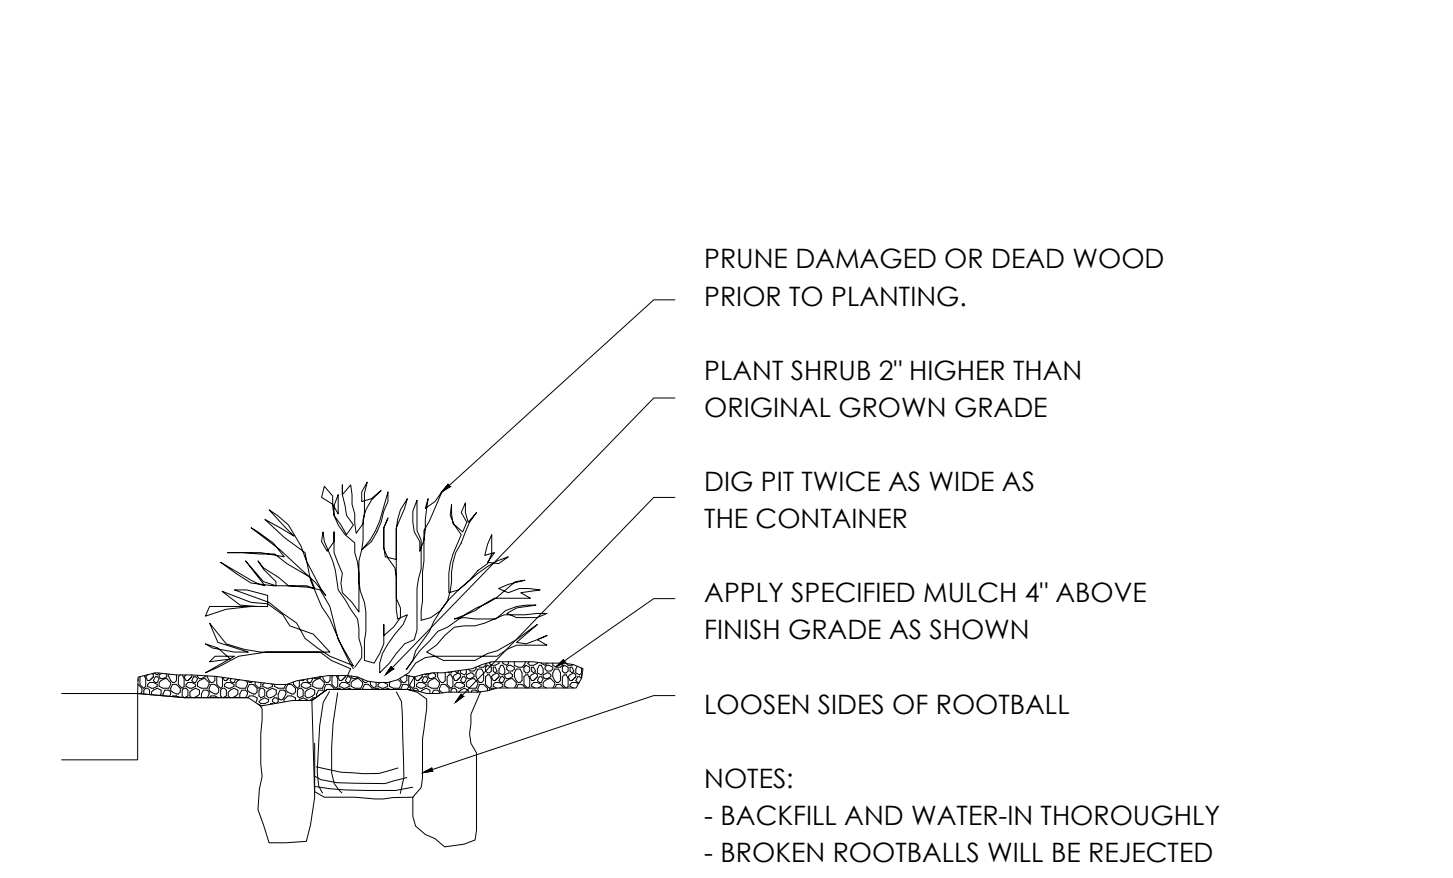 PRUNE DAMAGED OR DEAD WOOD
PRIOR TO PLANTING.
PLANT SHRUB 2" HIGHER THAN
ORIGINAL GROWN GRADE
DIG PIT TWICE AS WIDE AS
THE CONTAINER
APPLY SPECIFIED MULCH 4" ABOVE
FINISH GRADE AS SHOWN
LOOSEN SIDES OF ROOTBALL
NOTES:
- BACKFILL AND WATER-IN THOROUGHLY
- BROKEN ROOTBALLS WILL BE REJECTED